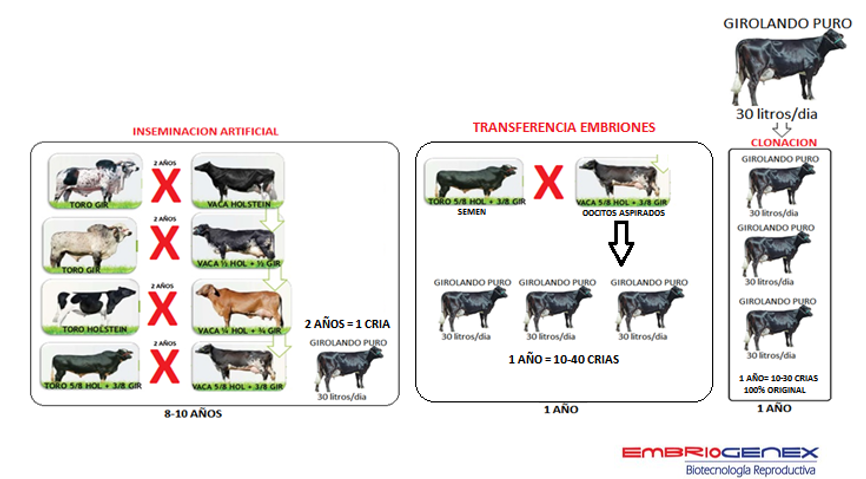 GIROLANDO PURO
30 litros/dia
INSEMINACION ARTIFICIAL
2 AÑOS
X
TORO GIR
VACA HOLSTEIN
2 AÑOS
X
TORO GIR
VACA ½ HOL + ½ GIR
2 AÑOS
X
TORO HOLSTEIN
VACA ¼ HOL + ¾ GIR
2 AÑOS
X
TORO 5/8 HOL + 3/8 GIR
VACA 5/8 HOL + 3/8 GIR
2 AÑOS = 1 CRIA
GIROLANDO PURO
30 litros/dia
8-10 AÑOS
TRANSFERENCIA EMBRIONES
X
TORO 5/8 HOL + 3/8 GIR
VACA 5/8 HOL + 3/8 GIR
SEMEN
OOCITOS ASPIRADOS
GIROLANDO PURO
GIROLANDO PURO
GIROLANDO PURO
30 litros/dia
30 litros/dia
30 litros/dia
1 AÑO = 10-40 CRIAS
1 AÑO
CLONACION
GIROLANDO PURO
30 litros/dia
GIROLANDO PURO
30 litros/dia
GIROLANDO PURO
30 litros/dia
1 AÑO= 10-30 CRIAS
100% ORIGINAL
1 AÑO
EMBRIOGENEX
Biotecnología Reproductiva